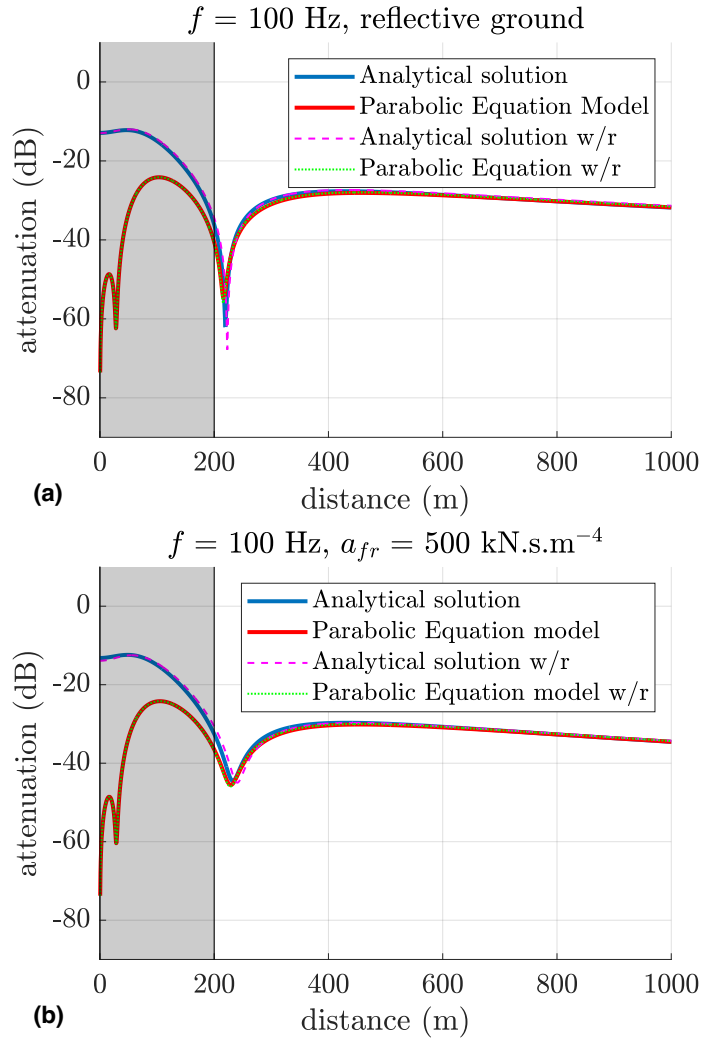 f = 100 Hz, reflective ground
Analytical solution
Parabolic Equation Model
Analytical solution w/r
Parabolic Equation w/r
0
-20
-40
-60
-80
attenuation (dB)
0 200 400 600 800 1000
(a)
distance (m)
f = 100 Hz, a_{fr} = 500 kN.s.m^{-4}
Analytical solution
Parabolic Equation model
Analytical solution w/r
Parabolic Equation model w/r
0
-20
-40
-60
-80
attenuation (dB)
0 200 400 600 800 1000
(b)
distance (m)